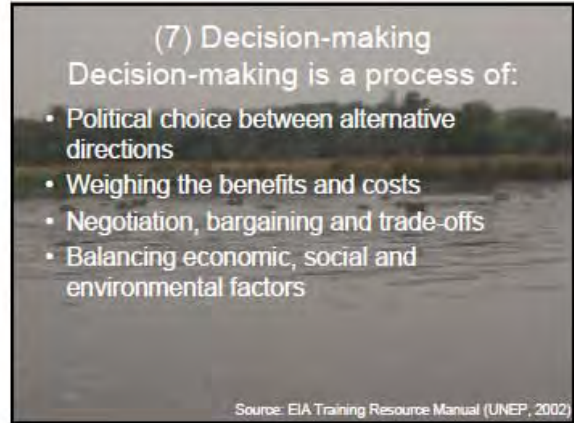 (7) Decision-making
Decision-making is a process of:
• Political choice between alternative
directions
• Weighing the benefits and costs
• Negotiation, bargaining and trade-offs
• Balancing economic, social and
environmental factors
Source: EIA Training Resource Manual (UNEP, 2002)